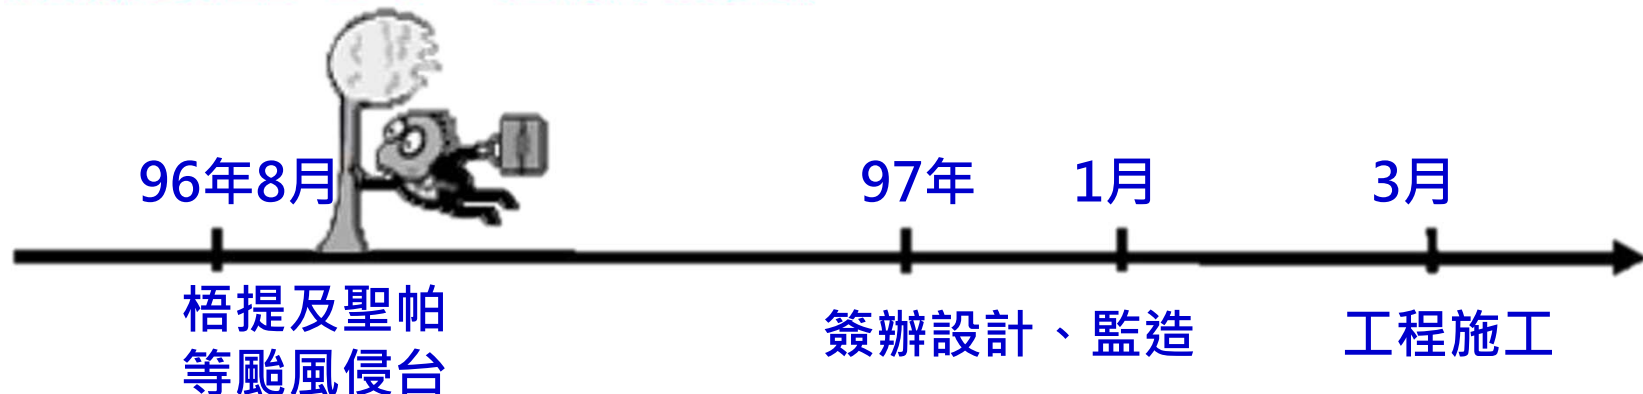 96年8月
97年
1月
3月
梧提及聖帕
等颱風侵台
簽辦設計、監造
工程施工